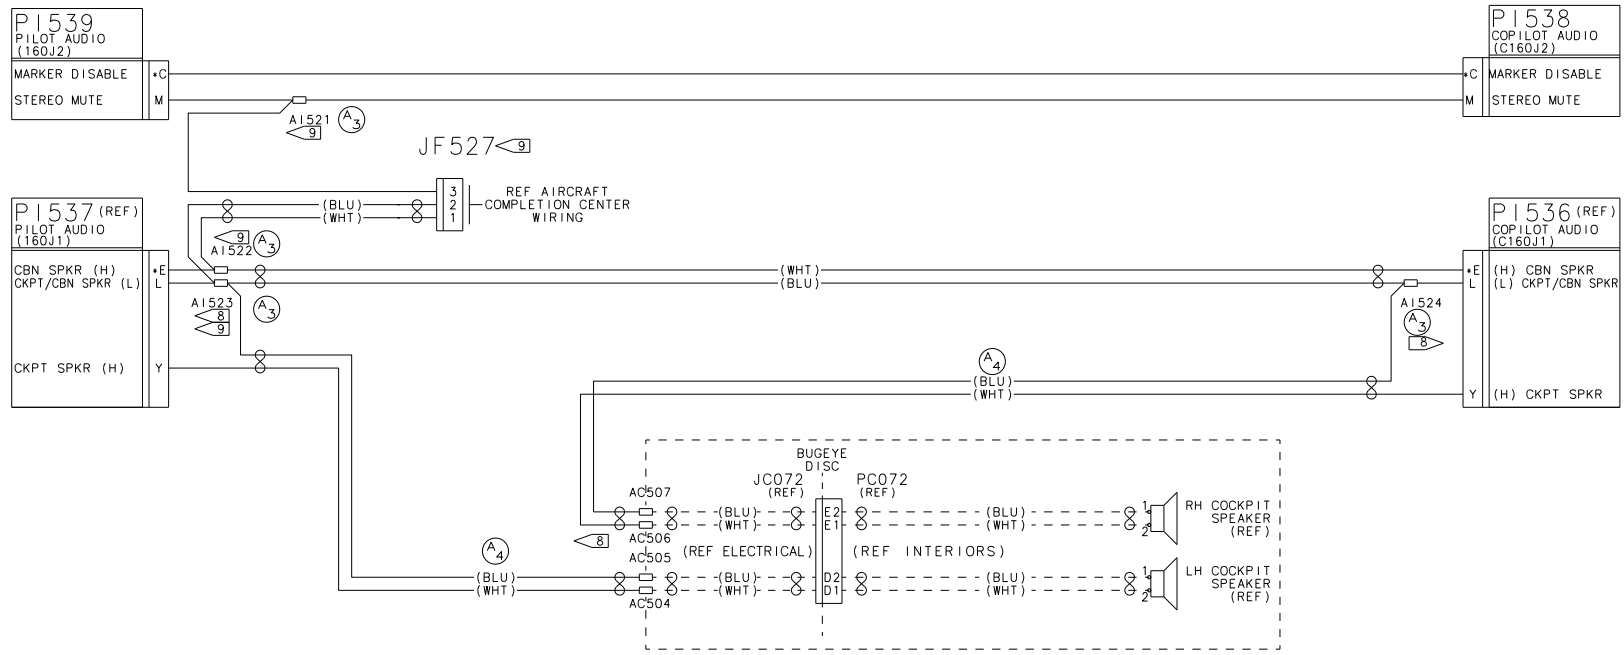 P1539
PILOT AUDIO
(160J2)
MARKER DISABLE *C
STEREO MUTE M
P1538
COPILOT AUDIO
(C160J2)
*C MARKER DISABLE
M STEREO MUTE
A1521
A3
9
JF527
9
3
2
1
(BLU)
(WHT)
REF AIRCRAFT
COMPLETION CENTER
WIRING
P1537 (REF)
PILOT AUDIO
(160J1)
CBN SPKR (H) *E
CKPT/CBN SPKR (L) L
CKPT SPKR (H) Y
9
A1522
A3
A1523
8
9
A3
(WHT)
(BLU)
P1536 (REF)
COPILOT AUDIO
(C160J1)
*E (H) CBN SPKR
L (L) CKPT/CBN SPKR
Y (H) CKPT SPKR
A1524
A3
8
A4
(BLU)
(WHT)
BUGEYE
DISC
JC072
(REF)
PC072
(REF)
AC507
(BLU)
E2
(BLU)
1
(WHT)
E1
(WHT)
2
RH COCKPIT
SPEAKER
(REF)
8
AC506
(REF ELECTRICAL)
(REF INTERIORS)
A4
AC505
(BLU)
(BLU)
D2
(BLU)
1
(WHT)
(WHT)
D1
(WHT)
2
LH COCKPIT
SPEAKER
(REF)
AC504